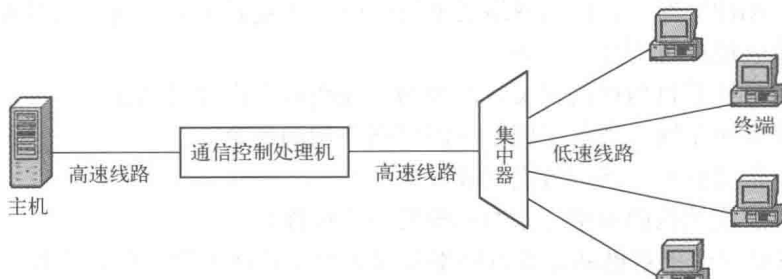 主机
高速线路
通信控制处理机
高速线路
集中器
低速线路
终端